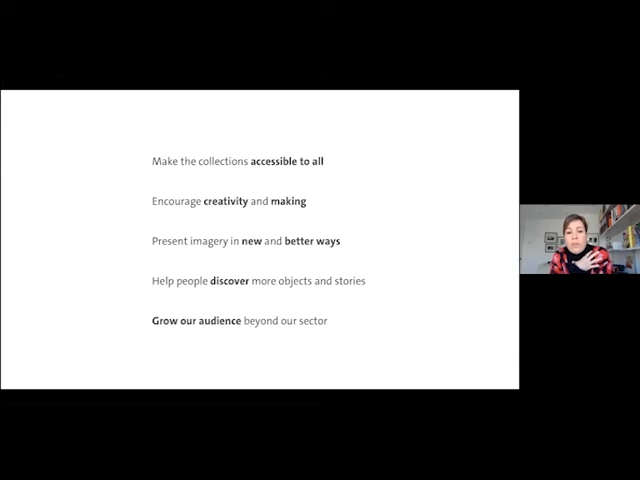 Make the collections accessible to all
Encourage creativity and making
Present imagery in new and better ways
Help people discover more objects and stories
Grow our audience beyond our sector